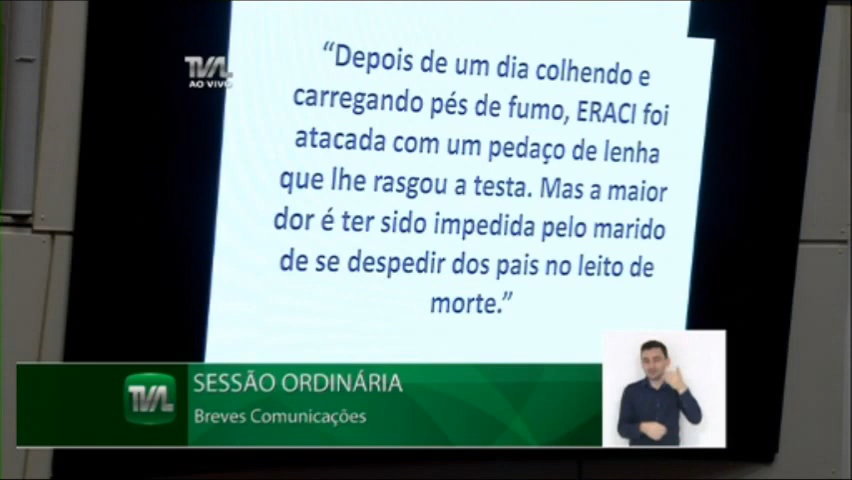 TVAL
AO VIVO
“Depois de um dia colhendo e
carregando pés de fumo, ERACI foi
atacada com um pedaço de lenha
que lhe rasgou a testa. Mas a maior
dor é ter sido impedida pelo marido
de se despedir dos pais no leito de
morte.”
TVAL
SESSÃO ORDINÁRIA
Breves Comunicações